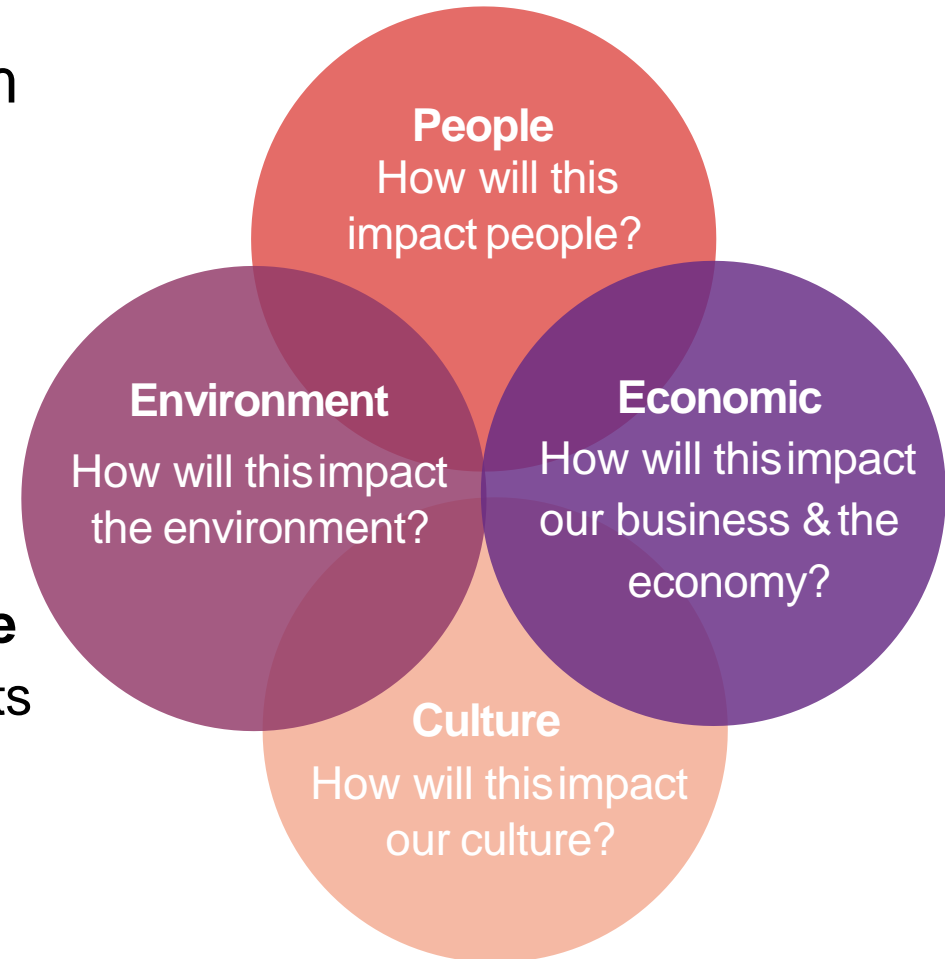 People
How will this
impact people?
Environment
How will this impact
the environment?
Economic
How will this impact
our business & the
economy?
Culture
How will this impact
our culture?